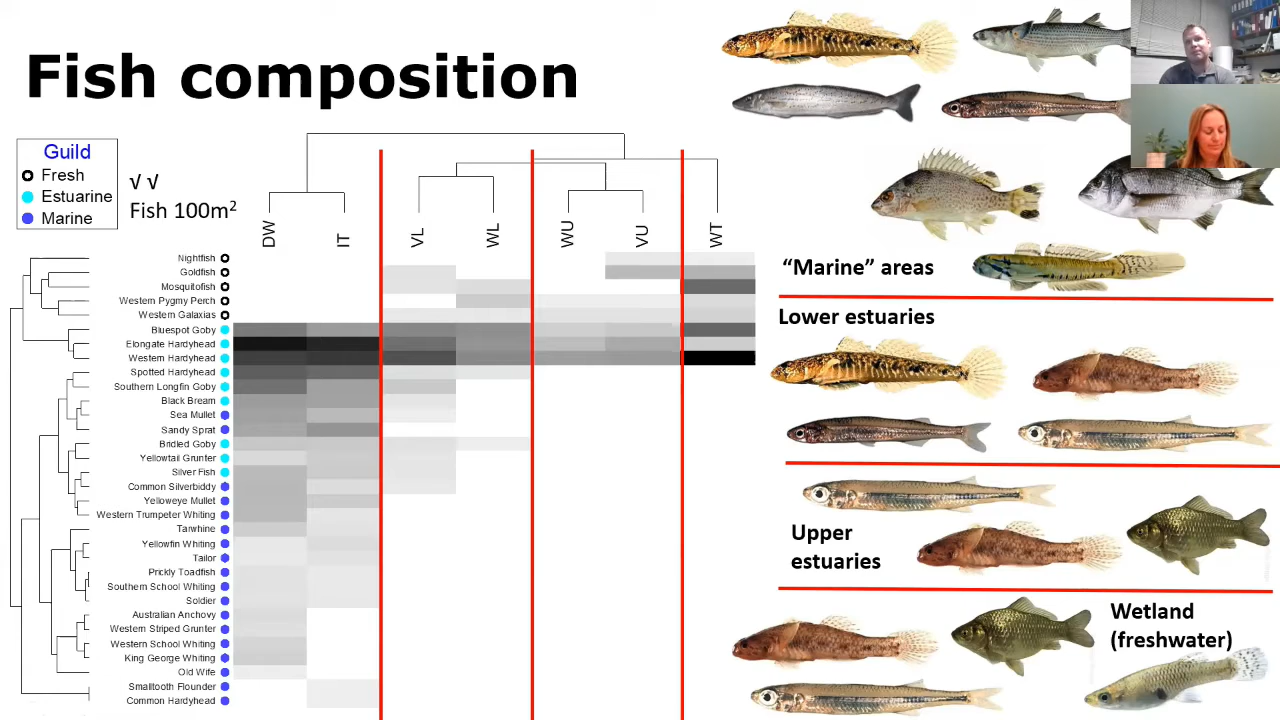 Fish composition
Guild
Fresh
Estuarine
Marine
√ √
Fish 100m²
DW
IT
VL
WL
WU
VU
WT
Nightfish
Goldfish
Mosquitofish
Western Pygmy Perch
Western Galaxias
Bluespot Goby
Elongate Hardyhead
Western Hardyhead
Spotted Hardyhead
Southern Longfin Goby
Black Bream
Sea Mullet
Sandy Sprat
Bridled Goby
Yellowtail Grunter
Silver Fish
Common Silverbiddy
Yelloweye Mullet
Western Trumpeter Whiting
Tarwhine
Yellowfin Whiting
Tailor
Prickly Toadfish
Southern School Whiting
Soldier
Australian Anchovy
Western Striped Grunter
Western School Whiting
King George Whiting
Old Wife
Smalltooth Flounder
Common Hardyhead
“Marine” areas
Lower estuaries
Upper
estuaries
Wetland
(freshwater)